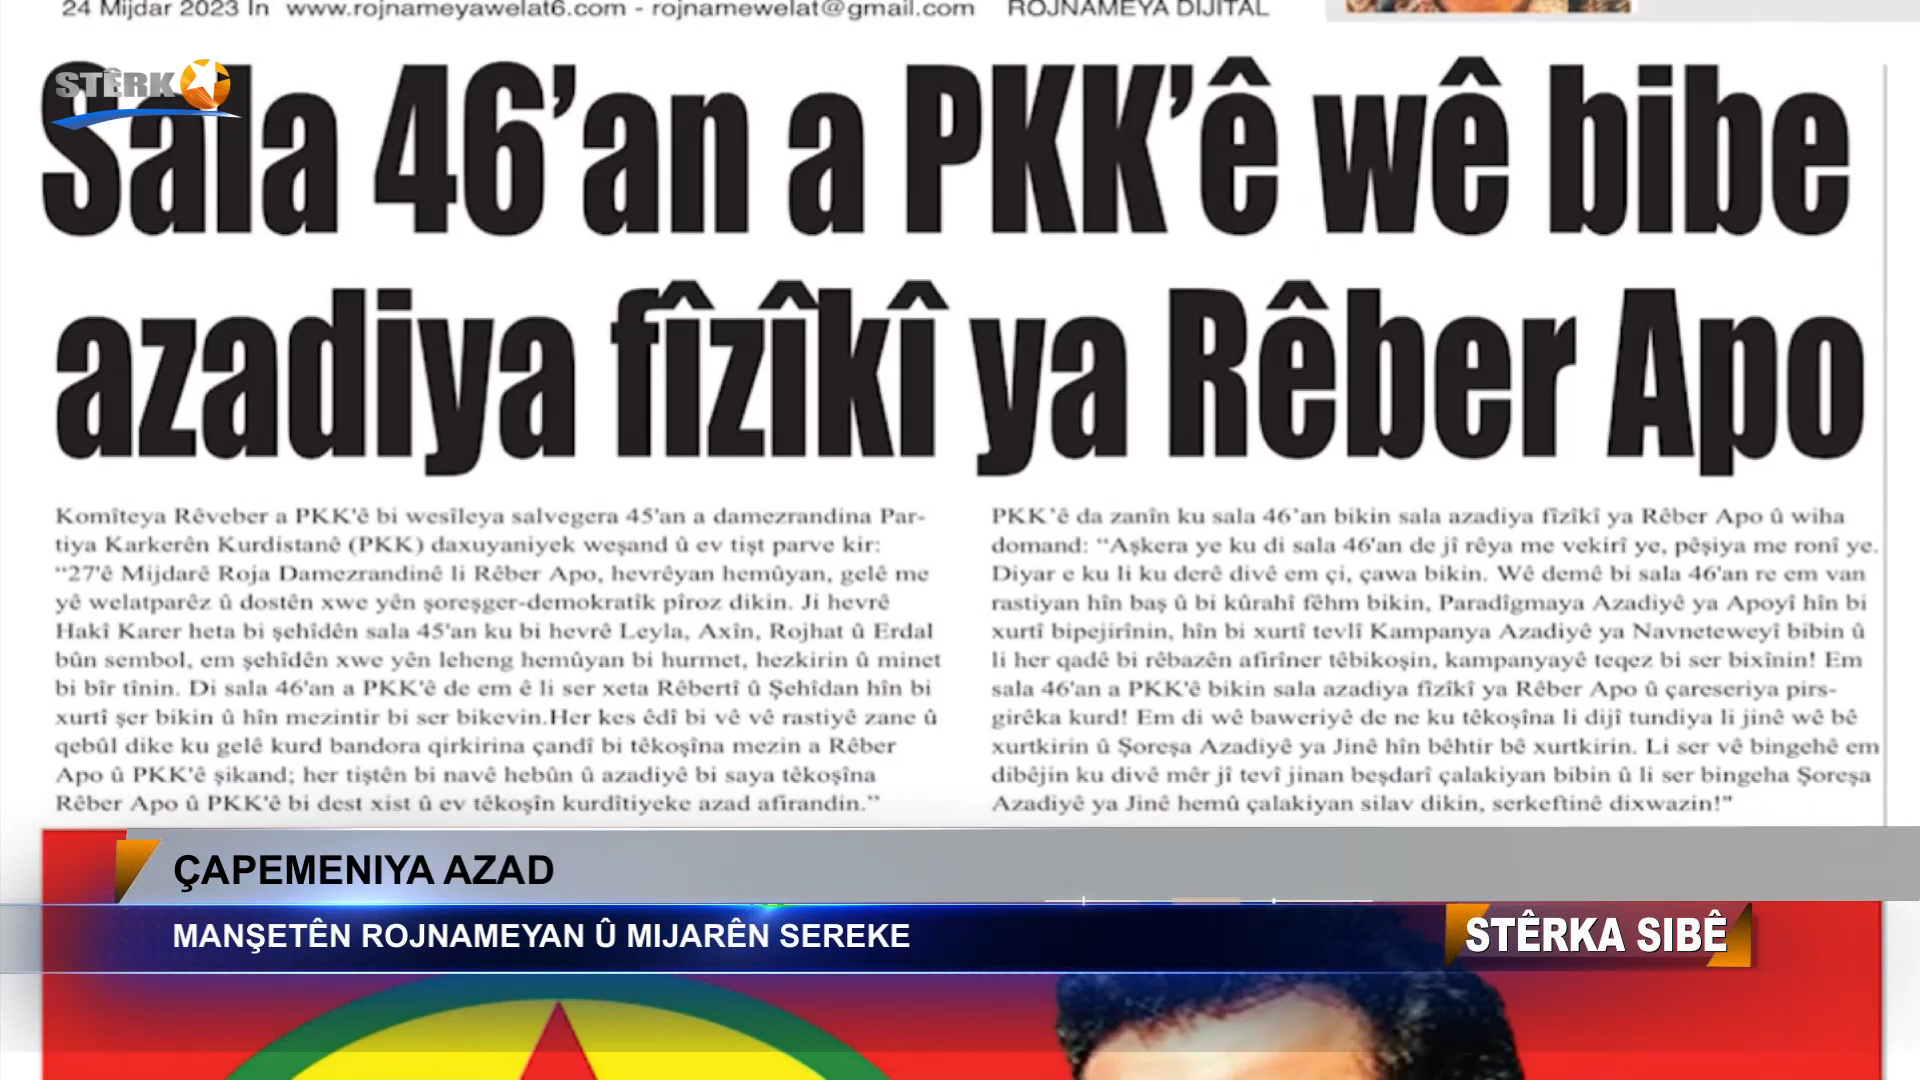 24 Mijdar 2023 În www.rojnameyawelat6.com - rojnamewelat@gmail.com ROJNAMEYA DIJITAL
STÊRK
Sala 46’an a PKK’ê wê bibe
azadiya fîzîkî ya Rêber Apo
Komîteya Rêveber a PKK'ê bi wesîleya salvegera 45'an a damezrandina Par-
tiya Karkerên Kurdistanê (PKK) daxuyaniyek weşand û ev tişt parve kir:
“27'ê Mijdarê Roja Damezrandinê li Rêber Apo, hevrêyan hemûyan, gelê me
yê welatparêz û dostên xwe yên şoreşger-demokratîk pîroz dikin. Ji hevrê
Hakî Karer heta bi şehîdên sala 45'an ku bi hevrê Leyla, Axîn, Rojhat û Erdal
bûn sembol, em şehîdên xwe yên leheng hemûyan bi hurmet, hezkirin û minet
bi bîr tînin. Di sala 46'an a PKK'ê de em ê li ser xeta Rêbertî û Şehîdan hîn bi
xurtî şer bikin û hîn mezintir bi ser bikevin.Her kes êdî bi vê vê rastiyê zane û
qebûl dike ku gelê kurd bandora qirkirina çandî bi têkoşîna mezin a Rêber
Apo û PKK'ê şikand; her tiştên bi navê hebûn û azadiyê bi saya têkoşîna
Rêber Apo û PKK'ê bi dest xist û ev têkoşîn kurdîtiyeke azad afirandin.”
PKK’ê da zanîn ku sala 46’an bikin sala azadiya fîzîkî ya Rêber Apo û wiha
domand: “Aşkera ye ku di sala 46'an de jî rêya me vekirî ye, pêşiya me ronî ye.
Diyar e ku li ku derê divê em çi, çawa bikin. Wê demê bi sala 46'an re em van
rastiyan hîn baş û bi kûrahî fêhm bikin, Paradîgmaya Azadiyê ya Apoyî hîn bi
xurtî bipejirînin, hîn bi xurtî tevlî Kampanya Azadiyê ya Navneteweyî bibin û
li her qadê bi rêbazên afirîner têbikoşin, kampanyayê teqez bi ser bixînin! Em
sala 46'an a PKK'ê bikin sala azadiya fîzîkî ya Rêber Apo û çareseriya pirs-
girêka kurd! Em di wê baweriyê de ne ku têkoşîna li dijî tundiya li jinê wê bê
xurtkirin û Şoreşa Azadiyê ya Jinê hîn bêhtir bê xurtkirin. Li ser vê bingehê em
dibêjin ku divê mêr jî tevî jinan beşdarî çalakiyan bibin û li ser bingeha Şoreşa
Azadiyê ya Jinê hemû çalakiyan silav dikin, serkeftinê dixwazin!"
ÇAPEMENIYA AZAD
MANŞETÊN ROJNAMEYAN Û MIJARÊN SEREKE
STÊRKA SIBÊ